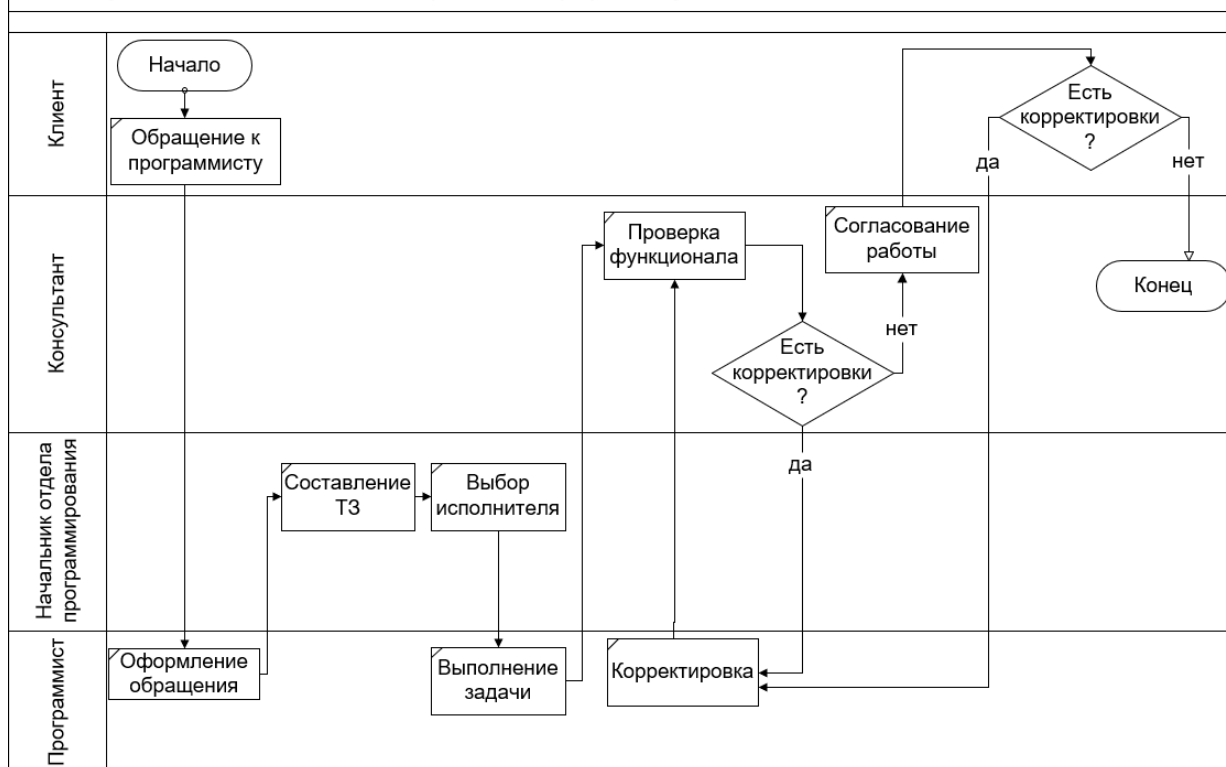 Клиент
Начало
Обращение к
программисту
Есть
корректировки
?
да
нет
Консультант
Проверка
функционала
Согласование
работы
Конец
нет
Есть
корректировки
?
да
Начальник отдела
программирования
Составление
ТЗ
Выбор
исполнителя
Программист
Оформление
обращения
Выполнение
задачи
Корректировка